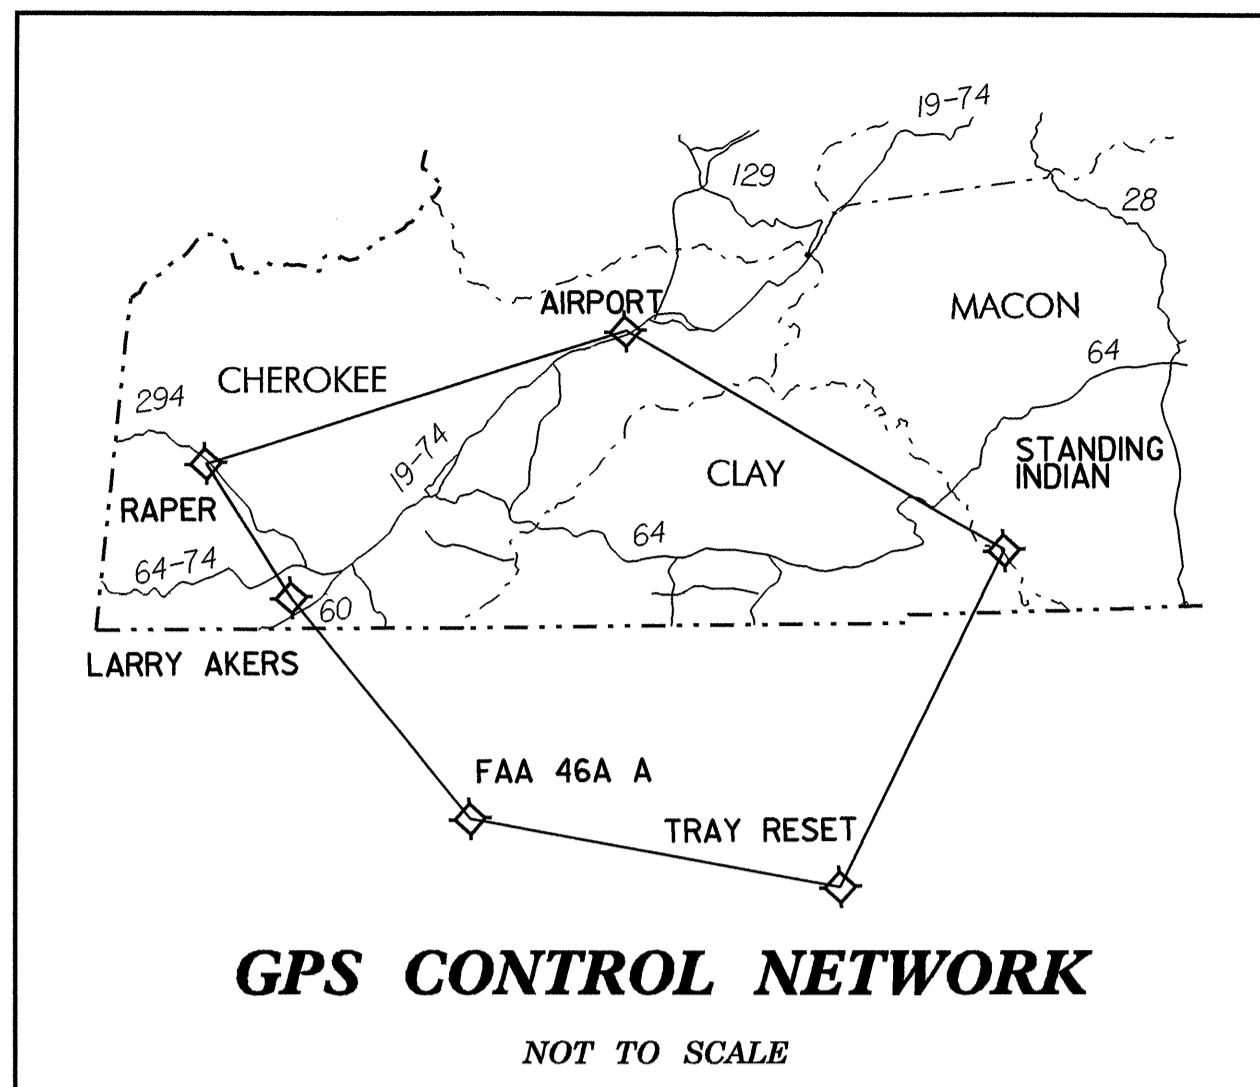 19-74
129
28
AIRPORT
MACON
64
CHEROKEE
294
19-74
STANDING
INDIAN
CLAY
RAPER
64
64-74
60
LARRY AKERS
FAA 46A A
TRAY RESET
GPS CONTROL NETWORK
NOT TO SCALE